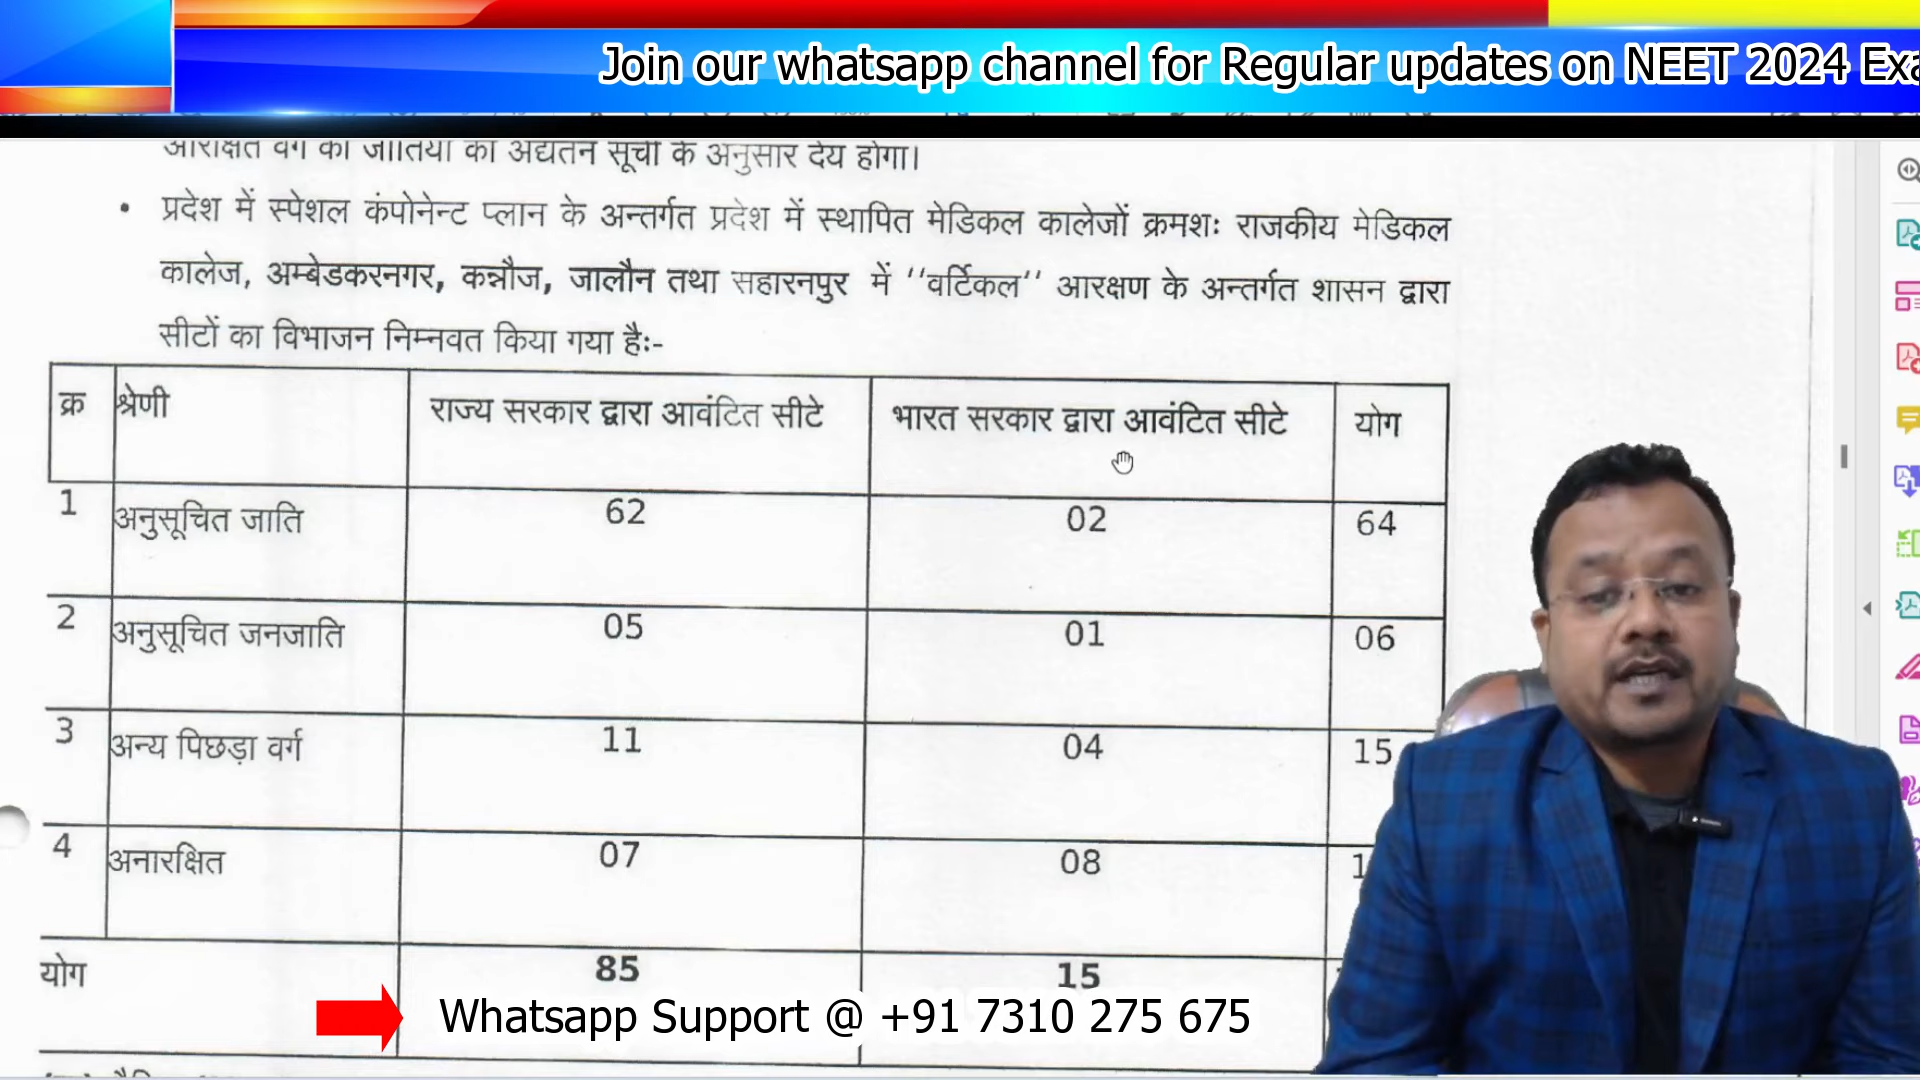 Join our whatsapp channel for Regular updates on NEET 2024 Exa
आरक्षित वर्ग की जातियों की अद्यतन सूची के अनुसार देय होगा।
• प्रदेश में स्पेशल कंपोनेन्ट प्लान के अन्तर्गत प्रदेश में स्थापित मेडिकल कालेजों क्रमशः राजकीय मेडिकल
कालेज, अम्बेडकरनगर, कन्नौज, जालौन तथा सहारनपुर में ''वर्टिकल'' आरक्षण के अन्तर्गत शासन द्वारा
सीटों का विभाजन निम्नवत किया गया हैः-
क्र श्रेणी राज्य सरकार द्वारा आवंटित सीटे भारत सरकार द्वारा आवंटित सीटे योग
1 अनुसूचित जाति 62 02 64
2 अनुसूचित जनजाति 05 01 06
3 अन्य पिछड़ा वर्ग 11 04 15
4 अनारक्षित 07 08 1
योग 85 15
Whatsapp Support @ +91 7310 275 675